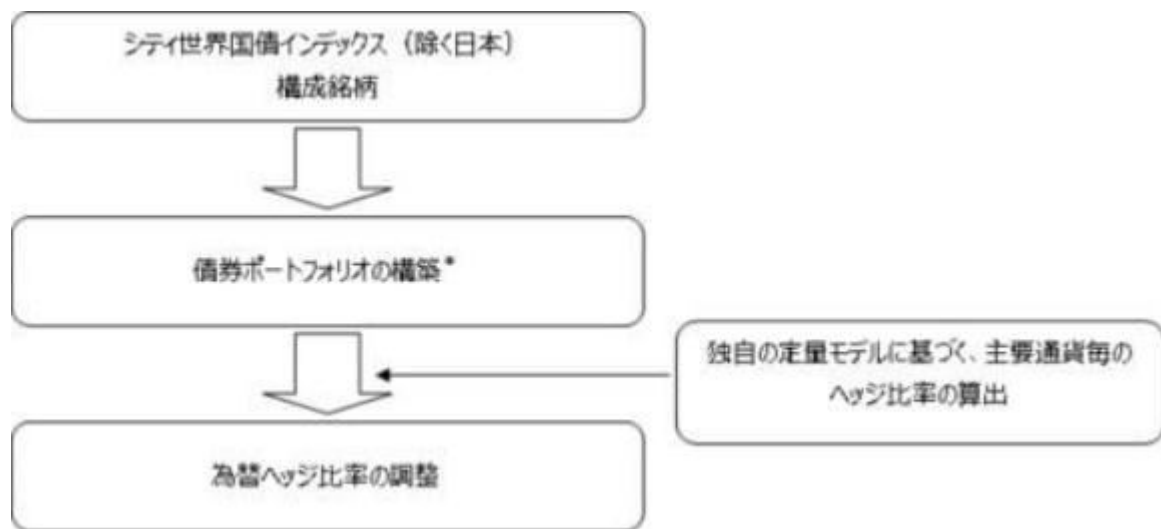 シティ世界国債インデックス（除く日本）
構成銘柄
債券ポートフォリオの構築*
独自の定量モデルに基づく、主要通貨毎の
ヘッジ比率の算出
為替ヘッジ比率の調整